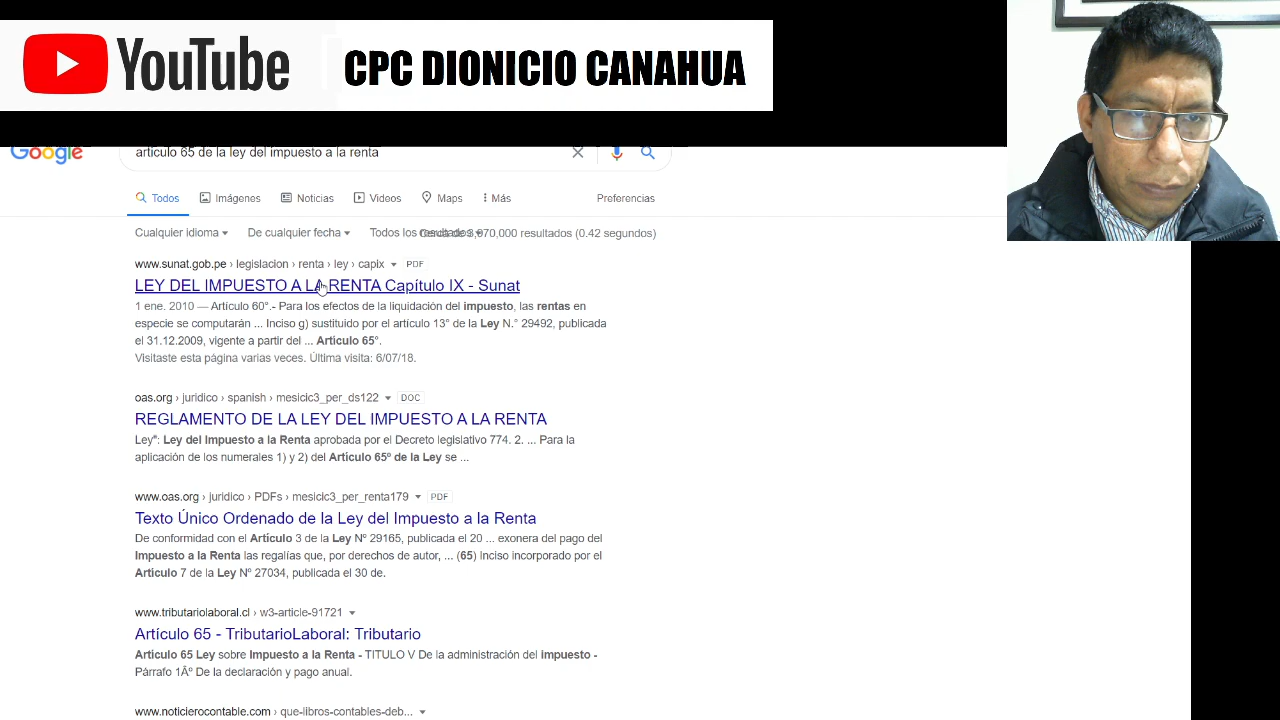 YouTube
CPC DIONICIO CANAHUA
Google
artículo 65 de la ley del impuesto a la renta
Todos
Imágenes
Noticias
Videos
Maps
Más
Preferencias
Cualquier idioma
De cualquier fecha
Todos los
resultados (0.42 segundos)
www.sunat.gob.pe › legislacion › renta › ley › capix PDF
LEY DEL IMPUESTO A LA RENTA Capítulo IX - Sunat
1 ene. 2010 — Artículo 60°.- Para los efectos de la liquidación del impuesto, las rentas en
especie se computarán ... Inciso g) sustituido por el artículo 13° de la Ley N.° 29492, publicada
el 31.12.2009, vigente a partir del ... Artículo 65°.
Visitaste esta página varias veces. Última visita: 6/07/18.
oas.org › juridico › spanish › mesicic3_per_ds122 DOC
REGLAMENTO DE LA LEY DEL IMPUESTO A LA RENTA
Ley": Ley del Impuesto a la Renta aprobada por el Decreto legislativo 774. 2. ... Para la
aplicación de los numerales 1) y 2) del Artículo 65º de la Ley se ...
www.oas.org › juridico › PDFs › mesicic3_per_renta179 PDF
Texto Único Ordenado de la Ley del Impuesto a la Renta
De conformidad con el Artículo 3 de la Ley Nº 29165, publicada el 20 ... exonera del pago del
Impuesto a la Renta las regalías que, por derechos de autor, ... (65) Inciso incorporado por el
Artículo 7 de la Ley Nº 27034, publicada el 30 de.
www.tributariolaboral.cl › w3-article-91721
Artículo 65 - TributarioLaboral: Tributario
Artículo 65 Ley sobre Impuesto a la Renta - TITULO V De la administración del impuesto -
Párrafo 1Âº De la declaración y pago anual.
www.noticierocontable.com › que-libros-contables-deb...